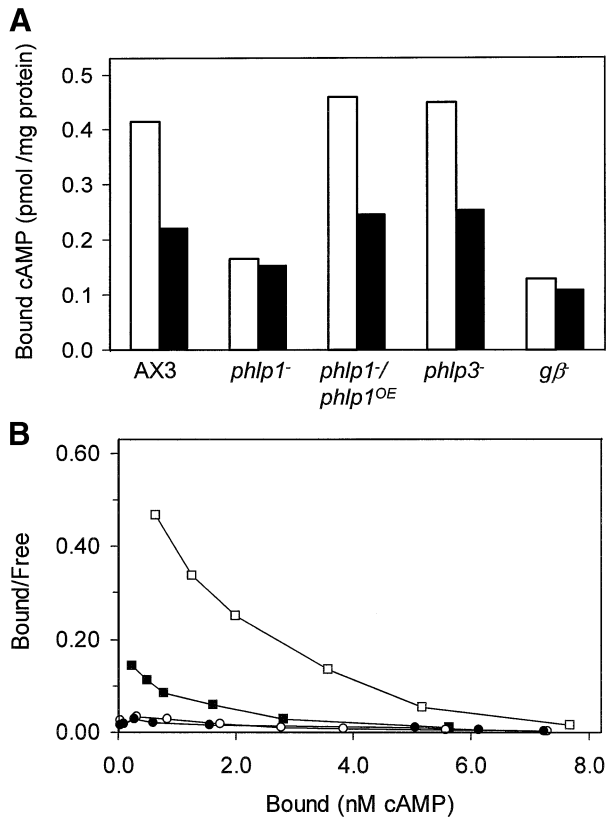 A
Bound cAMP (pmol /mg protein)
0.5
0.4
0.3
0.2
0.1
0.0
AX3
phlp1-
phlp1-/
phlp1OE
phlp3-
gβ-
B
Bound/Free
0.60
0.40
0.20
0.00
0.0 2.0 4.0 6.0 8.0
Bound (nM cAMP)